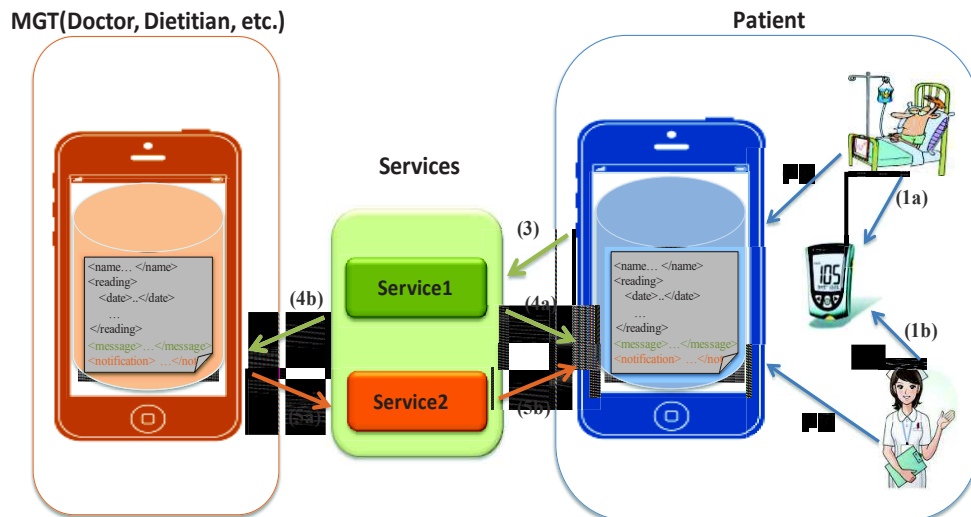 MGT(Doctor, Dietitian, etc.)
Patient
Services
(1a)
(3)
105
<name… </name>
<reading>
<date>..</date>
…
</reading>
<message>…</message>
<notification> …</no
(4b)
Service1
(4a)
<name… </name>
<reading>
<date>..</date>
…
</reading>
<message>…</message>
<notification> …</no
(1b)
Service2
(5b)